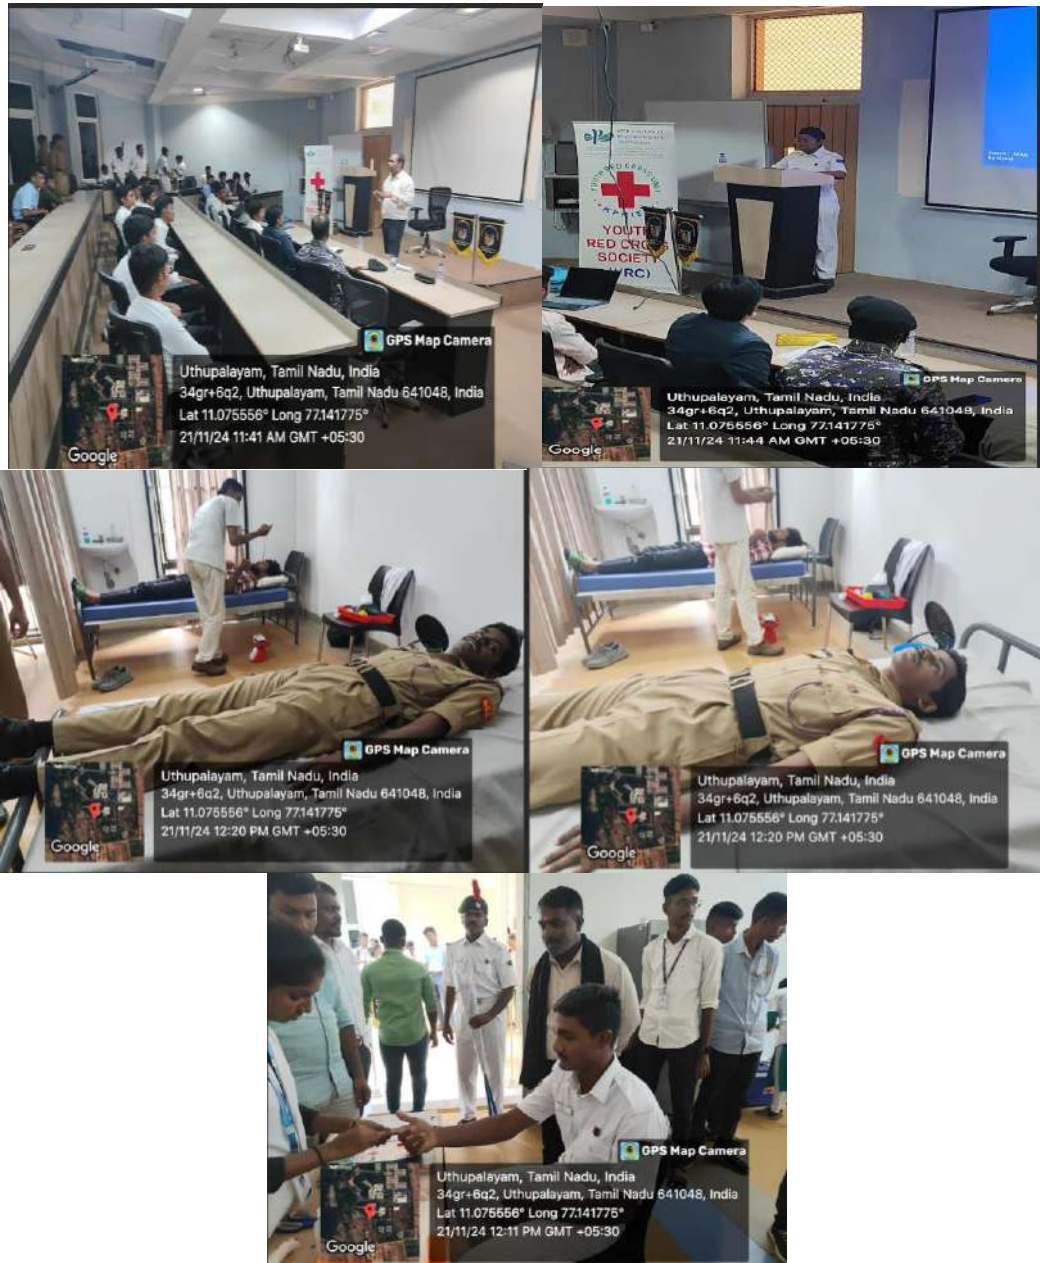 GPS Map Camera
Uthupalayam, Tamil Nadu, India
34gr+6q2, Uthupalayam, Tamil Nadu 641048, India
Lat 11.075556° Long 77.141775°
21/11/24 11:41 AM GMT +05:30
Google
YOUTH RED CROSS UNIT
YOUTH
RED CROSS
SOCIETY
GPS Map Camera
Uthupalayam, Tamil Nadu, India
34gr+6q2, Uthupalayam, Tamil Nadu 641048, India
Lat 11.075556° Long 77.141775°
21/11/24 11:44 AM GMT +05:30
Google
GPS Map Camera
Uthupalayam, Tamil Nadu, India
34gr+6q2, Uthupalayam, Tamil Nadu 641048, India
Lat 11.075556° Long 77.141775°
21/11/24 12:20 PM GMT +05:30
Google
GPS Map Camera
Uthupalayam, Tamil Nadu, India
34gr+6q2, Uthupalayam, Tamil Nadu 641048, India
Lat 11.075556° Long 77.141775°
21/11/24 12:20 PM GMT +05:30
Google
GPS Map Camera
Uthupalayam, Tamil Nadu, India
34gr+6q2, Uthupalayam, Tamil Nadu 641048, India
Lat 11.075556° Long 77.141775°
21/11/24 12:11 PM GMT +05:30
Google